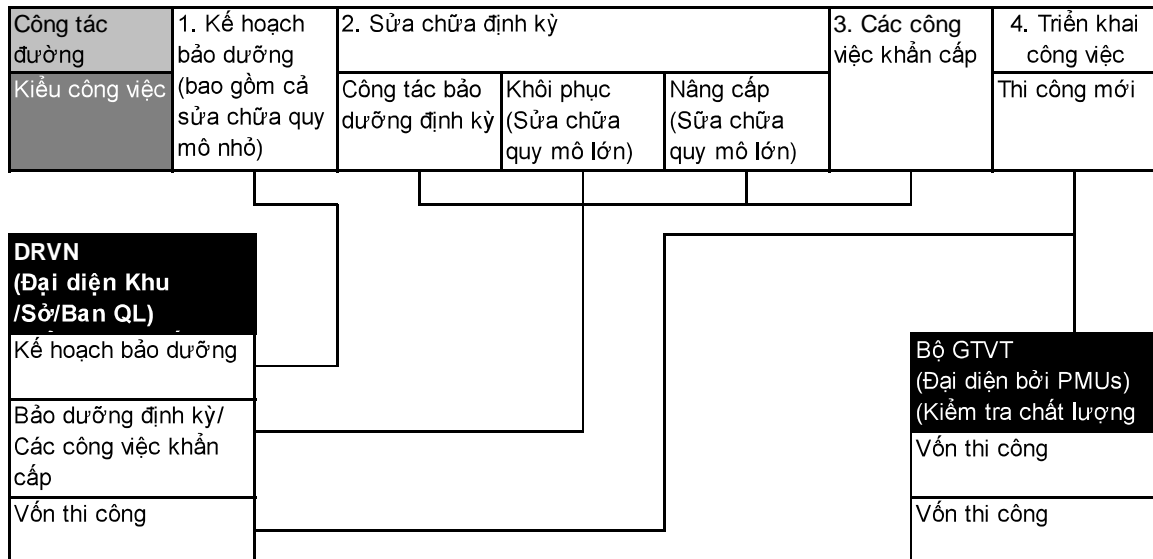 Công tác
đường
Kiểu công việc
1. Kế hoạch
bảo dưỡng
(bao gồm cả
sửa chữa quy
mô nhỏ)
2. Sửa chữa định kỳ
Công tác bảo
dưỡng định kỳ
Khôi phục
(Sửa chữa
quy mô lớn)
Nâng cấp
(Sữa chữa
quy mô lớn)
3. Các công
việc khẩn cấp
4. Triển khai
công việc
Thi công mới
DRVN
(Đại diện Khu
/Sở/Ban QL)
Kế hoạch bảo dưỡng
Bảo dưỡng định kỳ/
Các công việc khẩn
cấp
Vốn thi công
Bộ GTVT
(Đại diện bởi PMUs)
(Kiểm tra chất lượng
Vốn thi công
Vốn thi công